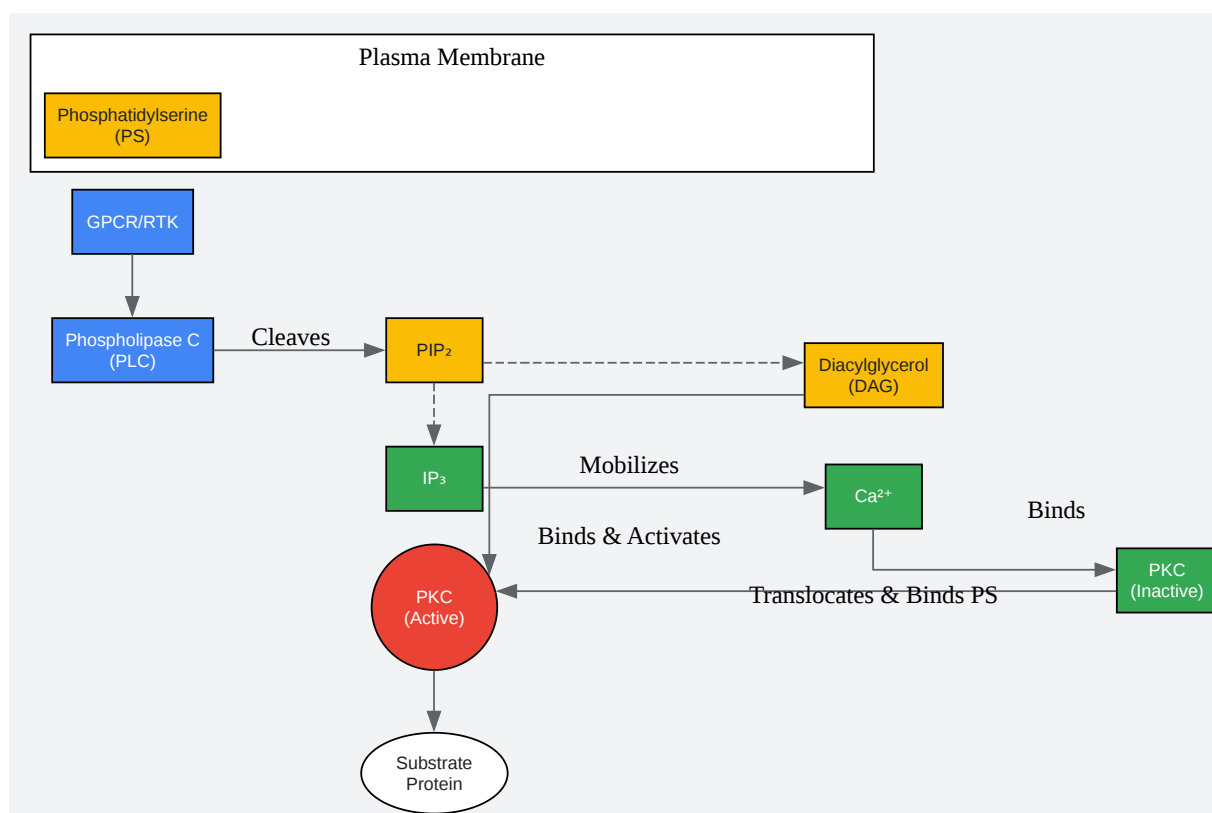 Plasma Membrane
Phosphatidylserine
(PS)
GPCR/RTK
Phospholipase C
(PLC)
Cleaves
PIP₂
Diacylglycerol
(DAG)
IP₃
Mobilizes
Ca²⁺
Binds
Binds & Activates
PKC
(Inactive)
Translocates & Binds PS
PKC
(Active)
Substrate
Protein